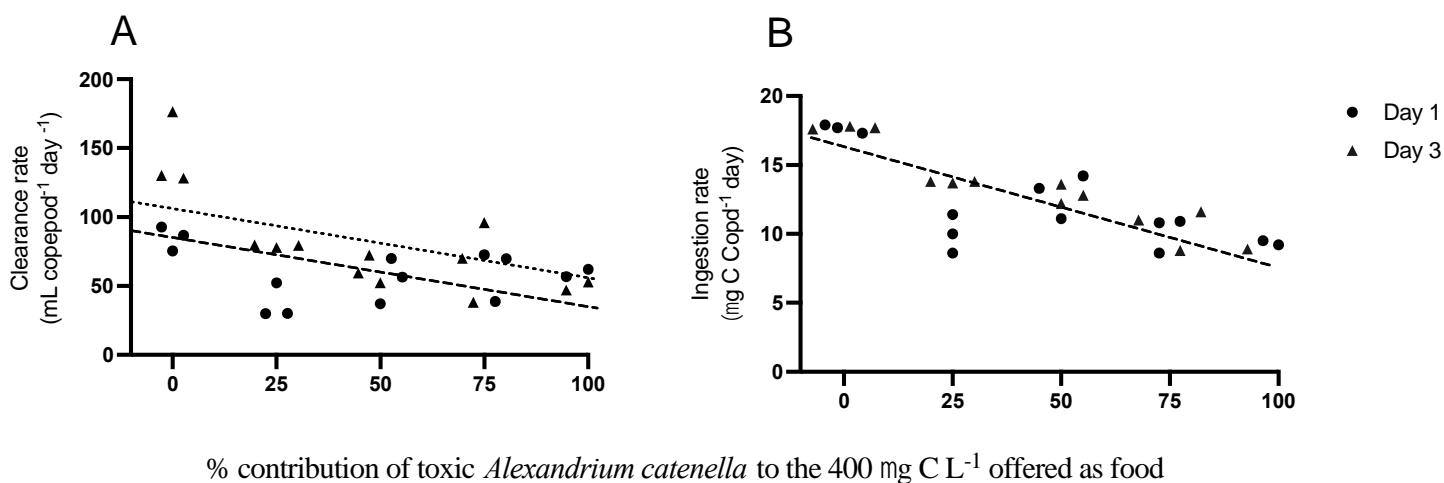 A
B
200
150
100
50
0
Clearance rate
(mL copepod⁻¹ day ⁻¹)
0 25 50 75 100
20
15
10
5
0
Ingestion rate
(mg C Copd⁻¹ day)
0 25 50 75 100
Day 1
Day 3
% contribution of toxic Alexandrium catenella to the 400 mg C L⁻¹ offered as food